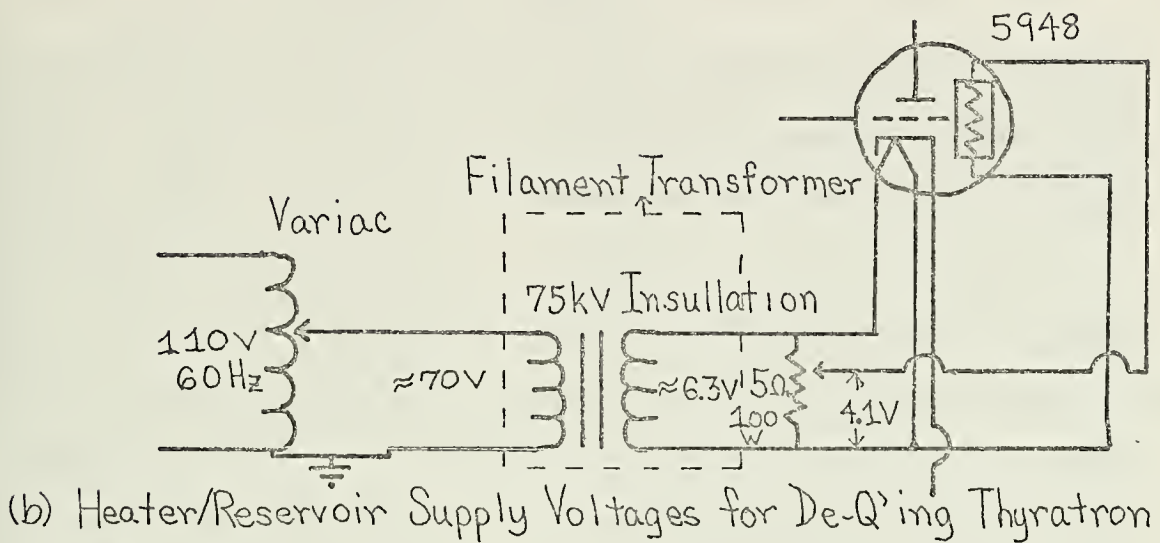 5948
Filament Transformer
Variac
75kV Insullation
110V
60Hz
≈70V
≈6.3V
5Ω
100
W
4.1V
(b) Heater/Reservoir Supply Voltages for De-Q'ing Thyratron